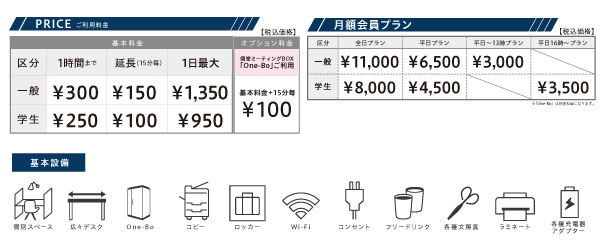 PRICE ご利用料金
【税込価格】
基本料金 オプション料金
区分 1時間まで 延長(15分毎) 1日最大 個室ミーティングBOX
「One-Bo」ご利用
一般 ¥300 ¥150 ¥1,350 基本料金+15分毎
¥100
学生 ¥250 ¥100 ¥950
月額会員プラン
【税込価格】
区分 全日プラン 平日プラン 平日〜13時プラン 平日16時〜プラン
一般 ¥11,000 ¥6,500 ¥3,000
学生 ¥8,000 ¥4,500 ¥3,500
※「One-Bo」は別途料金になります。
基本設備
個別スペース 広々デスク One-Bo コピー ロッカー Wi-Fi コンセント フリードリンク 各種文房具 ラミネート 各種充電器
アダプター